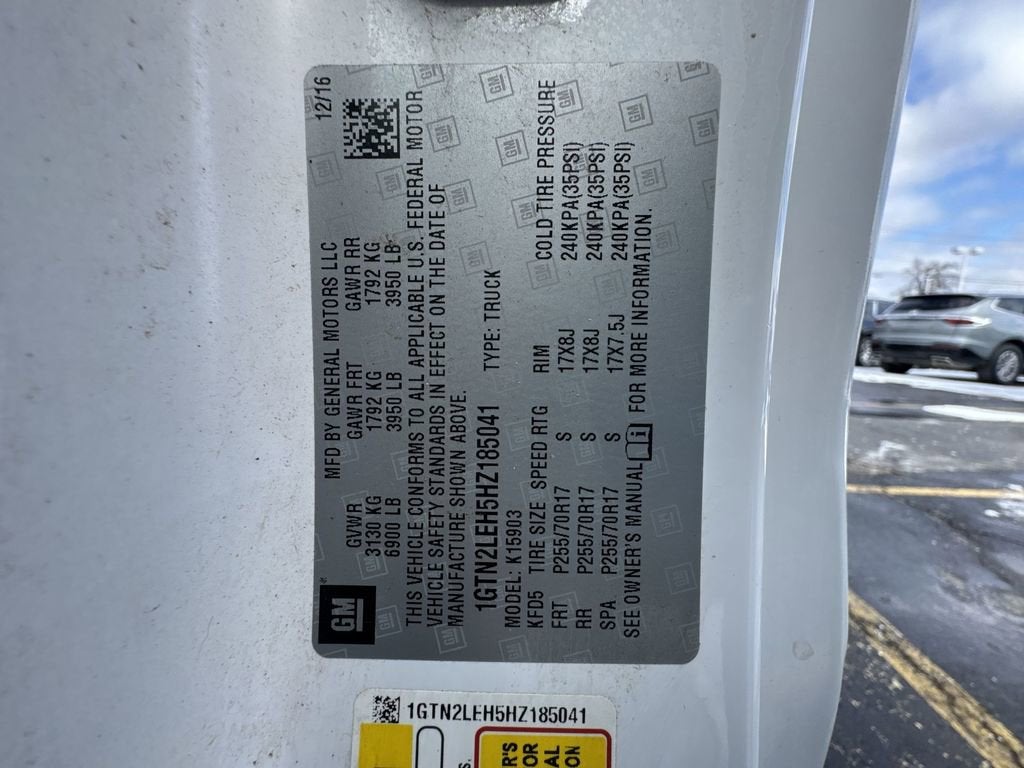 12/16
MFD BY GENERAL MOTORS LLC
GVWR GAWR FRT GAWR RR
3130 KG 1792 KG 1792 KG
6900 LB 3950 LB 3950 LB
GM
THIS VEHICLE CONFORMS TO ALL APPLICABLE U.S. FEDERAL MOTOR
VEHICLE SAFETY STANDARDS IN EFFECT ON THE DATE OF
MANUFACTURE SHOWN ABOVE.
1GTN2LEH5HZ185041 TYPE: TRUCK
MODEL: K15903
KFD5 TIRE SIZE SPEED RTG RIM COLD TIRE PRESSURE
FRT P255/70R17 S 17X8J 240KPA(35PSI)
RR P255/70R17 S 17X8J 240KPA(35PSI)
SPA P255/70R17 S 17X7.5J 240KPA(35PSI)
SEE OWNER'S MANUAL i FOR MORE INFORMATION.
1GTN2LEH5HZ185041